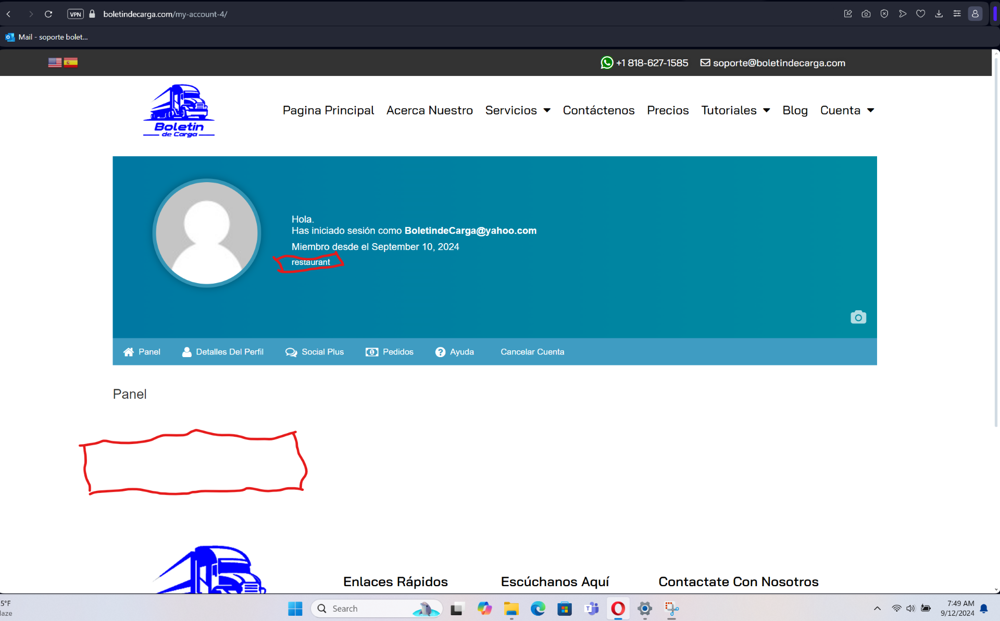 VPN boletindecarga.com/my-account-4/
Mail - soporte bolet...
+1 818-627-1585 soporte@boletindecarga.com
Boletin
de Carga
Pagina Principal Acerca Nuestro Servicios Contáctenos Precios Tutoriales Blog Cuenta
Hola.
Has iniciado sesión como BoletindeCarga@yahoo.com
Miembro desde el September 10, 2024
restaurant
Panel Detalles Del Perfil Social Plus Pedidos Ayuda Cancelar Cuenta
Panel
Enlaces Rápidos Escúchanos Aquí Contactate Con Nosotros
5°F
Search
7:49 AM
9/12/2024